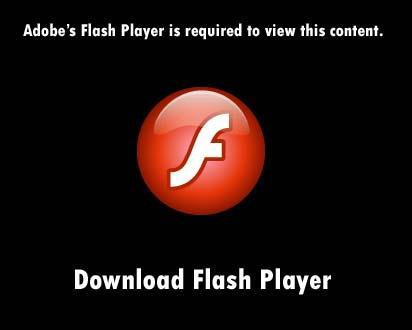 Adobe's Flash Player is required to view this content.
Download Flash Player